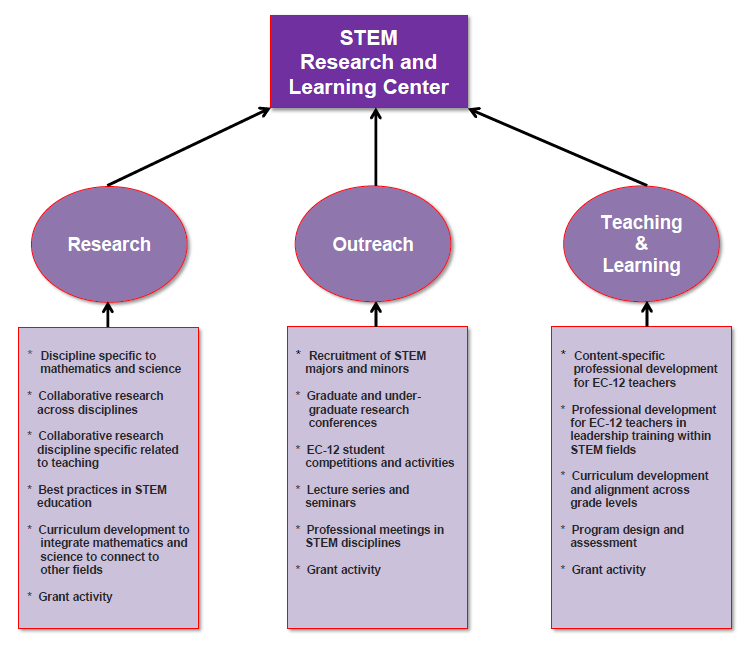 STEM
Research and
Learning Center
Research
Outreach
Teaching
&
Learning
* Discipline specific to
mathematics and science
* Collaborative research
across disciplines
* Collaborative research
discipline specific related
to teaching
* Best practices in STEM
education
* Curriculum development to
integrate mathematics and
science to connect to
other fields
* Grant activity
* Recruitment of STEM
majors and minors
* Graduate and under-
graduate research
conferences
* EC-12 student
competitions and activities
* Lecture series and
seminars
* Professional meetings in
STEM disciplines
* Grant activity
* Content-specific
professional development
for EC-12 teachers
* Professional development
for EC-12 teachers in
leadership training within
STEM fields
* Curriculum development
and alignment across
grade levels
* Program design and
assessment
* Grant activity